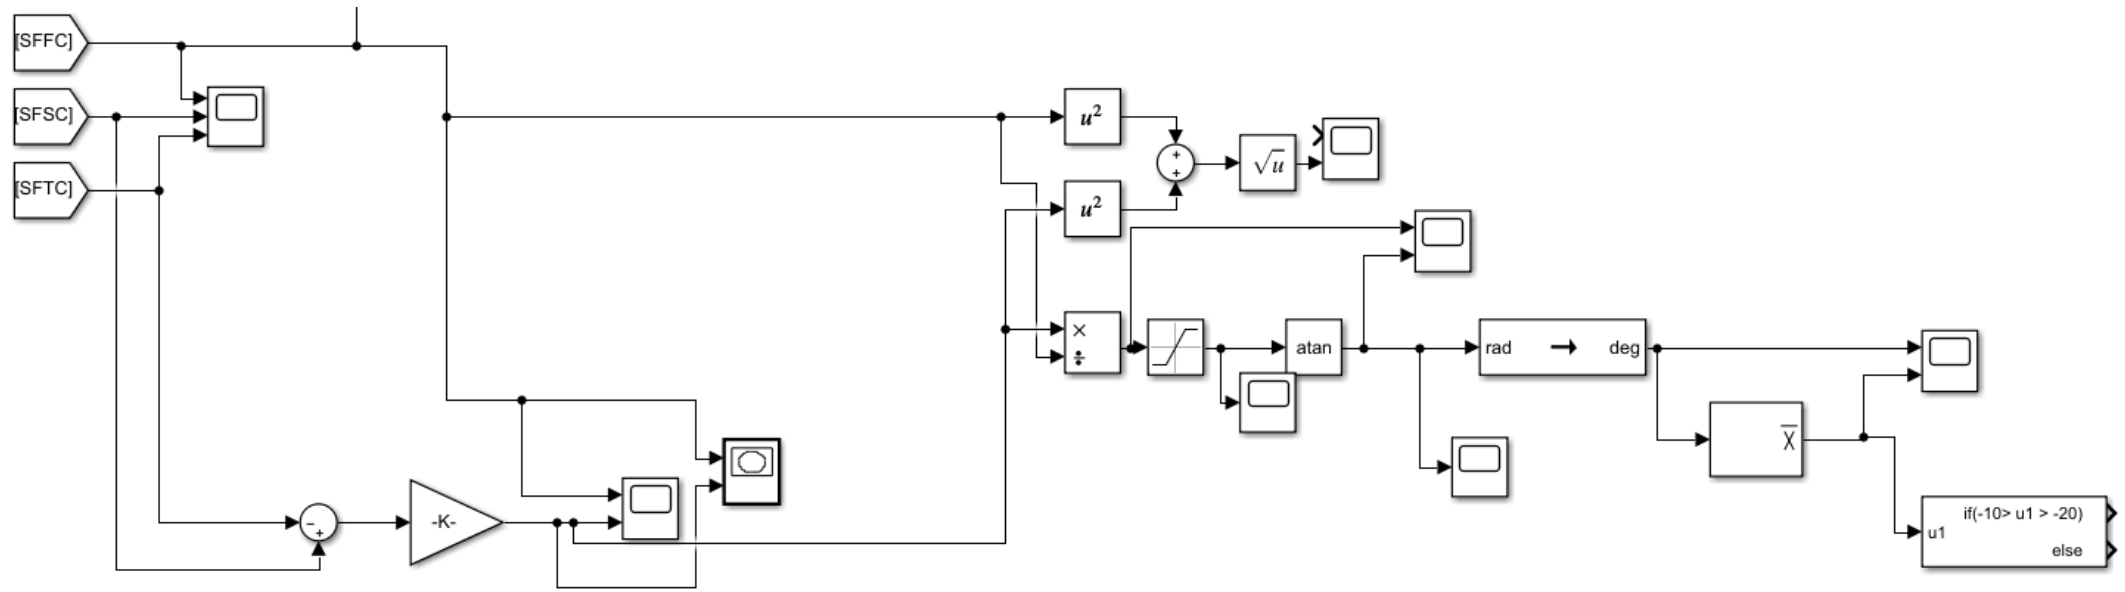 [SFFC]
[SFSC]
[SFTC]
u²
u²
+
+
√u
×
÷
atan
rad → deg
X̅
−
+
-K-
if(-10> u1 > -20)
u1
else